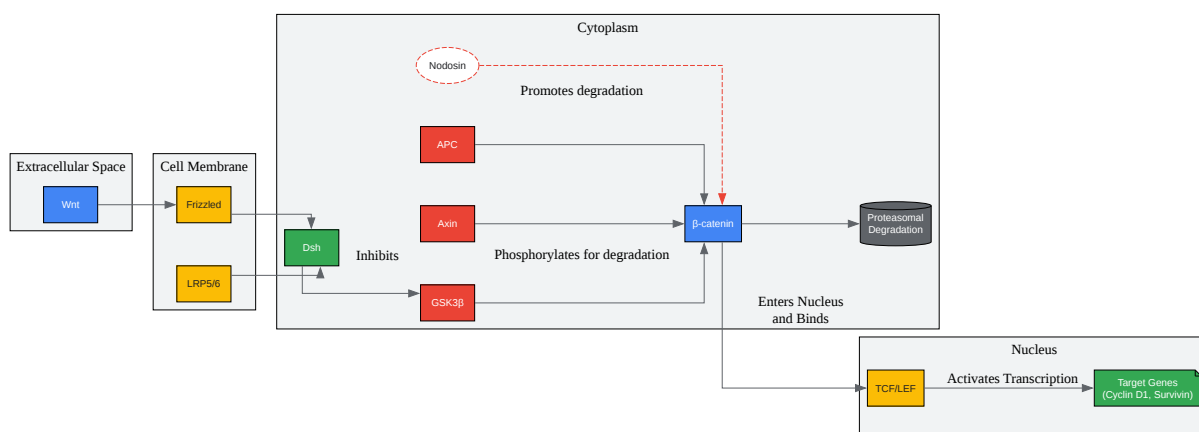 Cytoplasm
Nodosin
Promotes degradation
APC
Extracellular Space
Cell Membrane
Wnt
Frizzled
Axin
β-catenin
Proteasomal
Degradation
Dsh
Inhibits
Phosphorylates for degradation
LRP5/6
GSK3β
Enters Nucleus
and Binds
Nucleus
TCF/LEF
Activates Transcription
Target Genes
(Cyclin D1, Survivin)